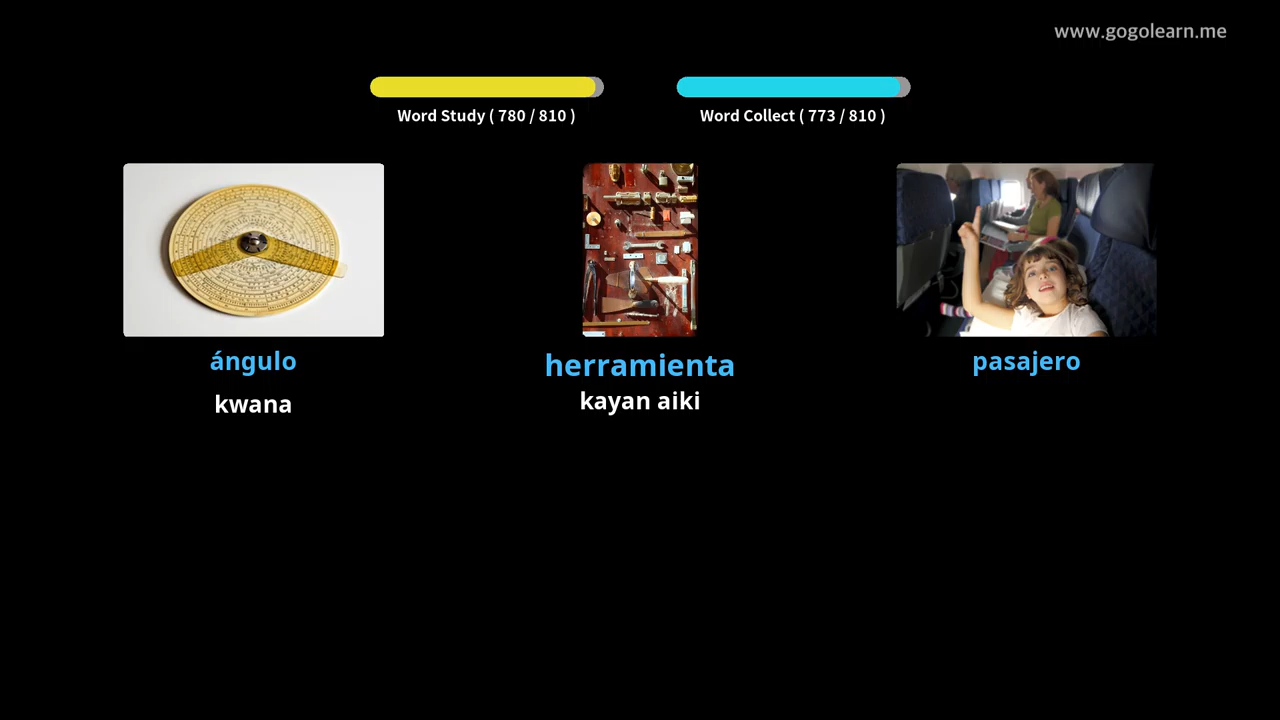 www.gogolearn.me
Word Study ( 780 / 810 )
Word Collect ( 773 / 810 )
ángulo
kwana
herramienta
kayan aiki
pasajero